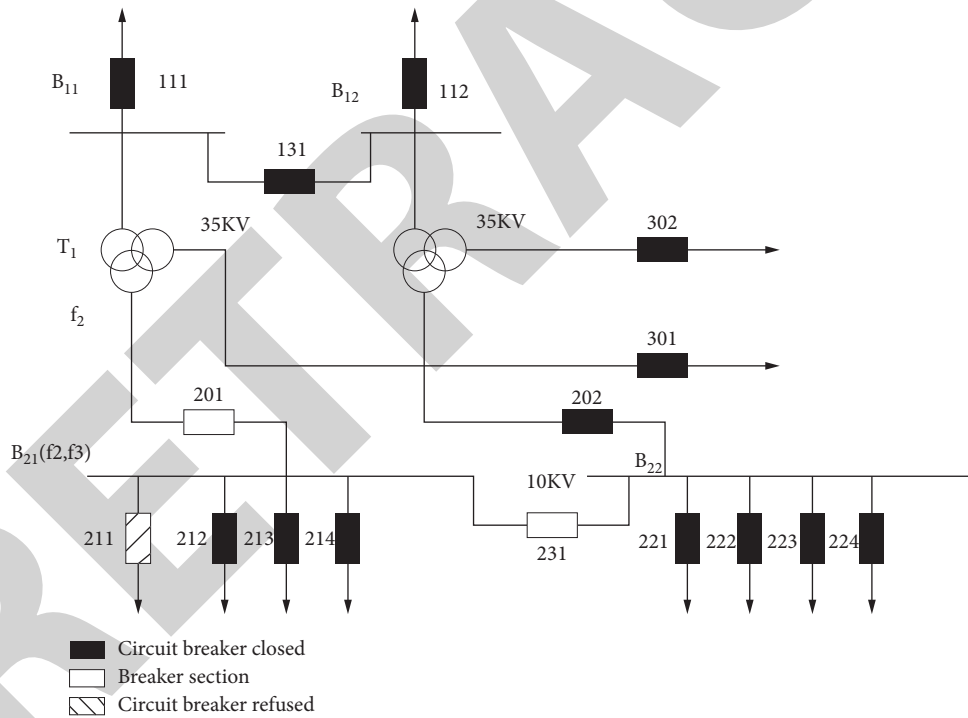 B11
111
B12
112
131
T1
35KV
35KV
302
f2
301
201
202
B21(f2,f3)
10KV
B22
211
212
213
214
231
221
222
223
224
Circuit breaker closed
Breaker section
Circuit breaker refused
RETRAC